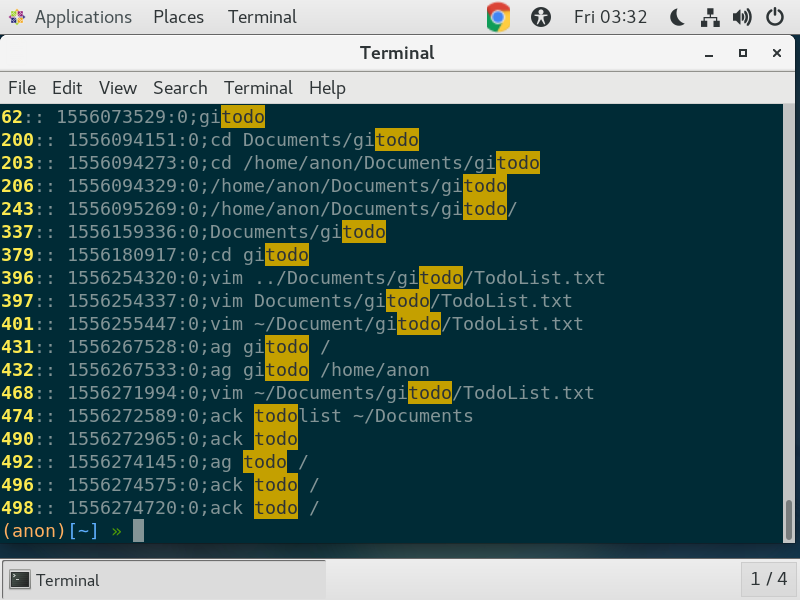 Applications Places Terminal Fri 03:32
Terminal
File Edit View Search Terminal Help
62:: 1556073529:0;gitodo
200:: 1556094151:0;cd Documents/gitodo
203:: 1556094273:0;cd /home/anon/Documents/gitodo
206:: 1556094329:0;/home/anon/Documents/gitodo
243:: 1556095269:0;/home/anon/Documents/gitodo/
337:: 1556159336:0;Documents/gitodo
379:: 1556180917:0;cd gitodo
396:: 1556254320:0;vim ../Documents/gitodo/TodoList.txt
397:: 1556254337:0;vim Documents/gitodo/TodoList.txt
401:: 1556255447:0;vim ~/Document/gitodo/TodoList.txt
431:: 1556267528:0;ag gitodo /
432:: 1556267533:0;ag gitodo /home/anon
468:: 1556271994:0;vim ~/Documents/gitodo/TodoList.txt
474:: 1556272589:0;ack todolist ~/Documents
490:: 1556272965:0;ack todo
492:: 1556274145:0;ag todo /
496:: 1556274575:0;ack todo /
498:: 1556274720:0;ack todo /
(anon)[~] »
Terminal 1 / 4